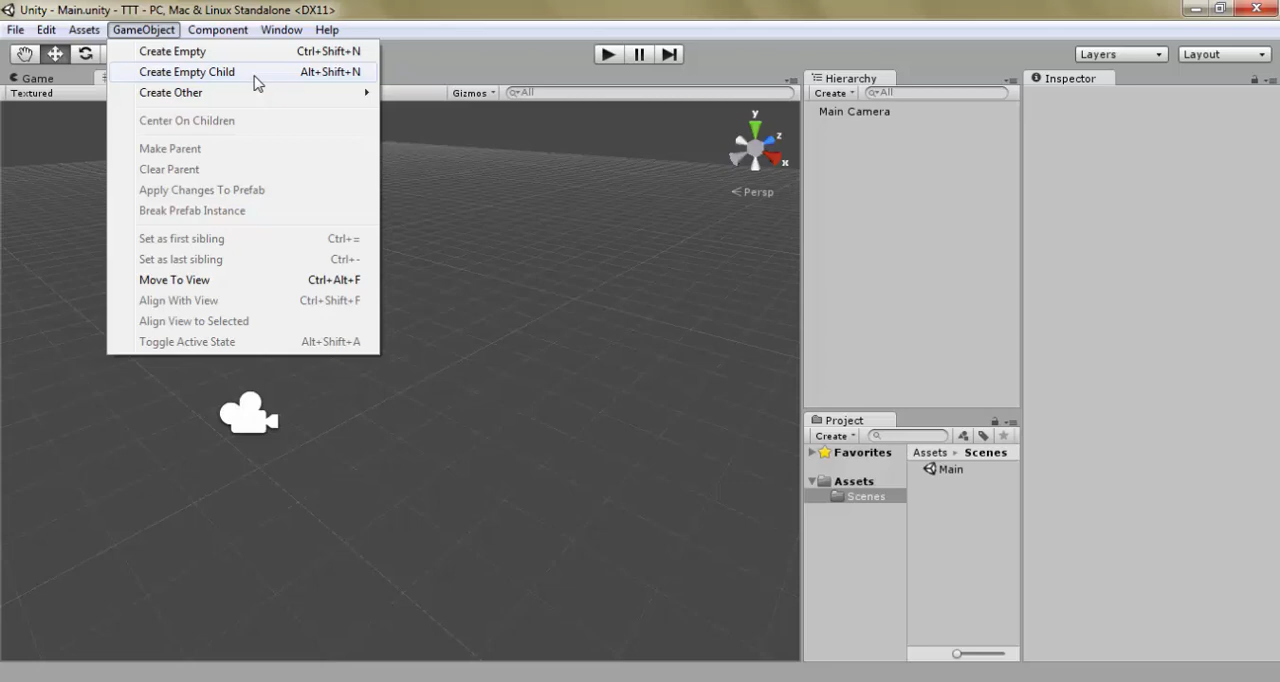 Unity - Main.unity - TTT - PC, Mac & Linux Standalone <DX11>
File Edit Assets GameObject Component Window Help
Layers Layout
Create Empty Ctrl+Shift+N
Create Empty Child Alt+Shift+N
Create Other
Center On Children
Make Parent
Clear Parent
Apply Changes To Prefab
Break Prefab Instance
Set as first sibling Ctrl+=
Set as last sibling Ctrl+-
Move To View Ctrl+Alt+F
Align With View Ctrl+Shift+F
Align View to Selected
Toggle Active State Alt+Shift+A
Game
Textured Gizmos All
y
z
x
Persp
Hierarchy
Create All
Main Camera
Project
Create
Favorites
Assets
Scenes
Assets Scenes
Main
Inspector